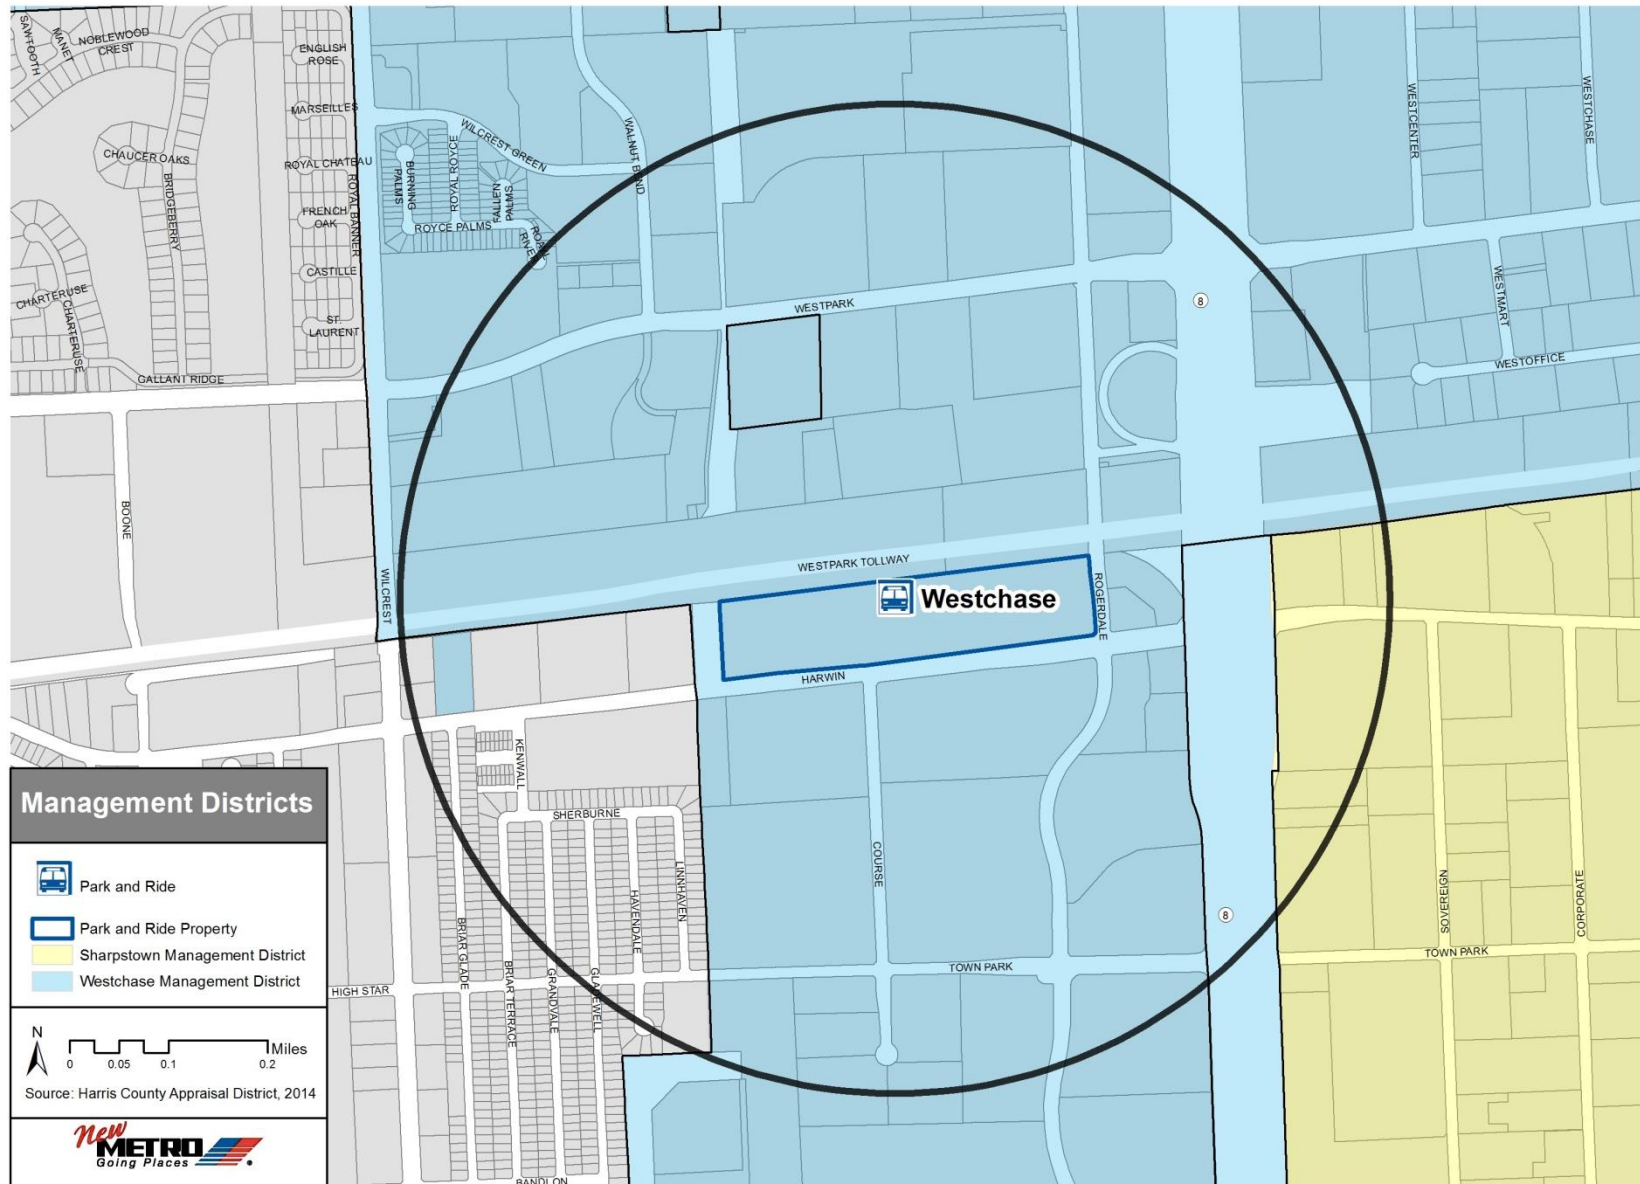 SAWTOOTH
MANET
NOBLEWOOD
CREST
ENGLISH
ROSE
MARSEILLES
CHAUCER OAKS
ROYAL CHATEAU
BRIDGEBERRY
ROYAL BANNER
FRENCH
OAK
CASTILLE
CHARTERUSE
CHARTERUSE
ST.
LAURENT
GALLANT RIDGE
BOONE
WILCREST
WILCREST GREEN
BURNING
PALMS
ROYAL ROYCE
FALLEN
PALMS
ROYCE PALMS
ROAN
RIVER
WALNUT BEND
WESTPARK
8
WESTCENTER
WESTCHASE
WESTMART
WESTOFFICE
WESTPARK TOLLWAY
Westchase
ROGERDALE
HARWIN
KENWALL
SHERBURNE
LINNHAVEN
HAVENDALE
BRIAR GLADE
BRIAR TERRACE
GRANDVALE
GLADEWELL
HIGH STAR
COURSE
TOWN PARK
8
SOVEREIGN
CORPORATE
TOWN PARK
BANDLON
Management Districts
Park and Ride
Park and Ride Property
Sharpstown Management District
Westchase Management District
N
0 0.05 0.1 0.2 Miles
Source: Harris County Appraisal District, 2014
New
METRO
Going Places